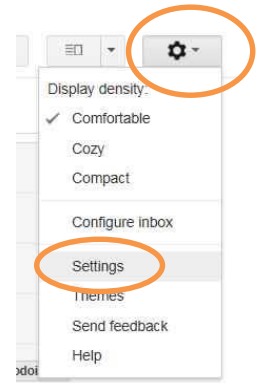 Display density:
Comfortable
Cozy
Compact
Configure inbox
Settings
Themes
Send feedback
Help